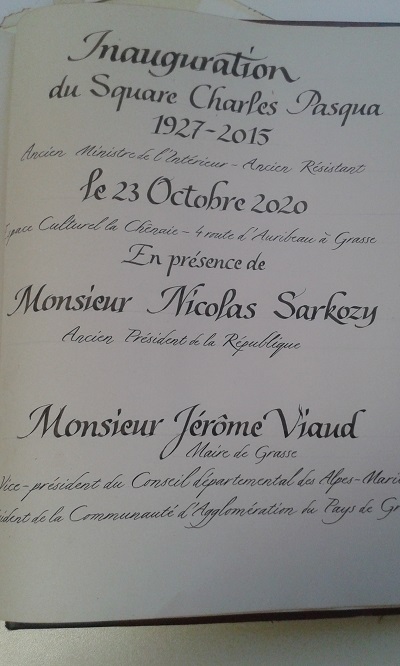 Inauguration
du Square Charles Pasqua
1927-2015
Ancien Ministre de l'Intérieur - Ancien Résistant
le 23 Octobre 2020
Espace Culturel la Chênaie - 4 route d'Auribeau à Grasse
En présence de
Monsieur Nicolas Sarkozy
Ancien Président de la République
Monsieur Jérôme Viaud
Maire de Grasse
Vice-président du Conseil départemental des Alpes-Mari
ident de la Communauté d'Agglomération du Pays de Gr